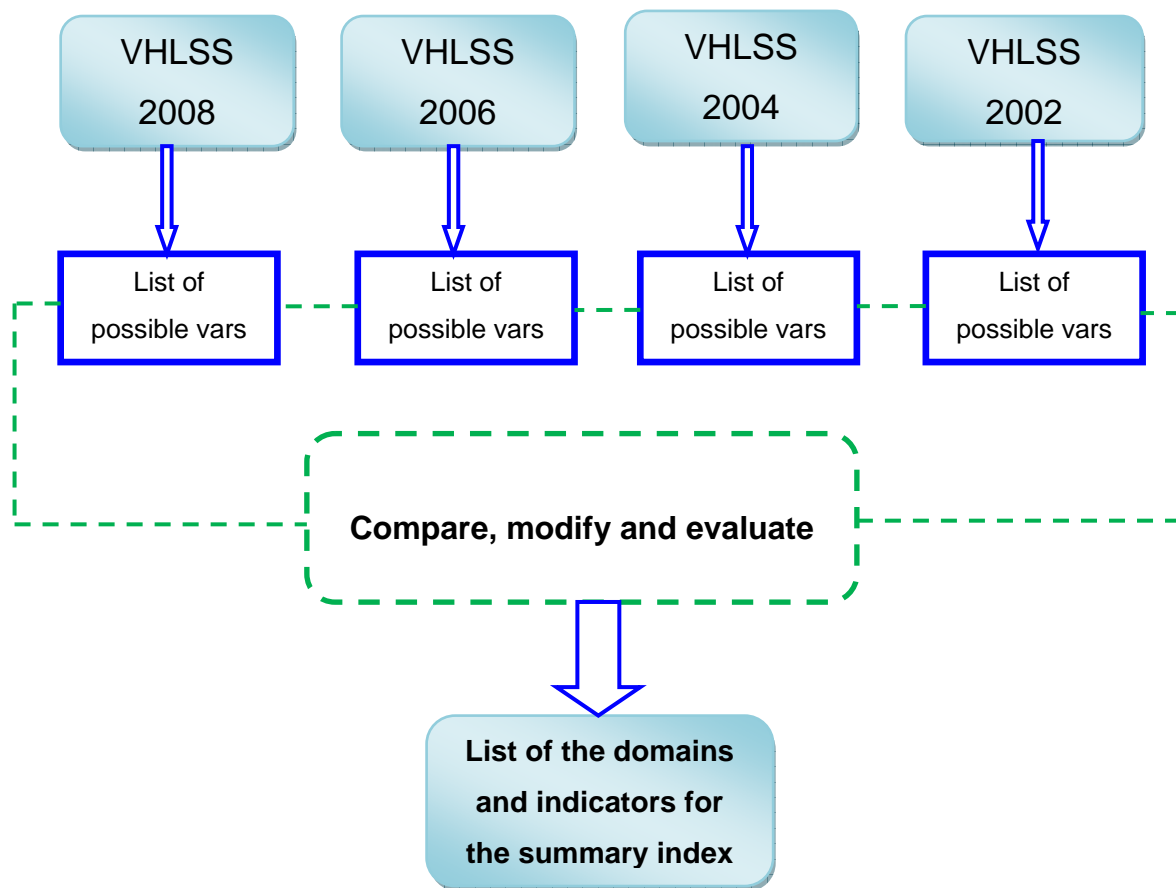 VHLSS
2008
VHLSS
2006
VHLSS
2004
VHLSS
2002
List of
possible vars
List of
possible vars
List of
possible vars
List of
possible vars
Compare, modify and evaluate
List of the domains
and indicators for
the summary index